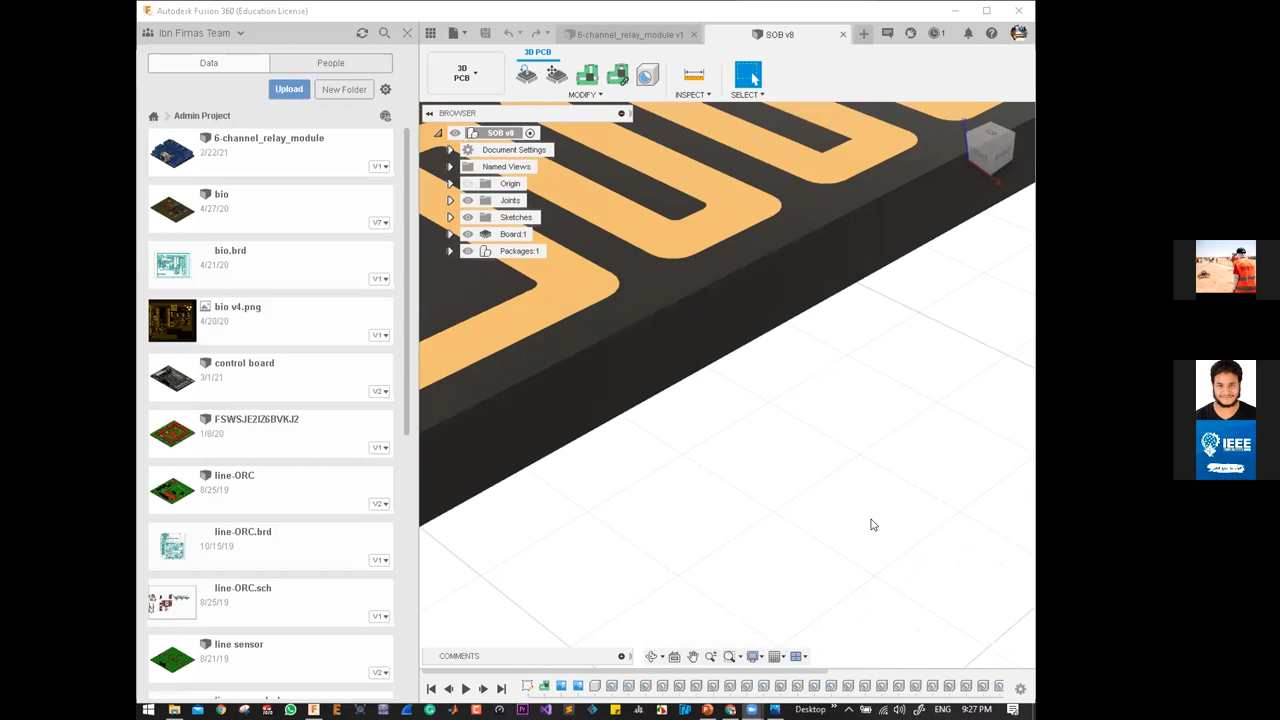 Autodesk Fusion 360 (Education License)
Ibn Firnas Team
6-channel_relay_module v1
SOB v8
1
Data
People
Upload
New Folder
3D PCB
3D
PCB
MODIFY
INSPECT
SELECT
Admin Project
BROWSER
SOB v8
Document Settings
Named Views
Origin
Joints
Sketches
Board:1
Packages:1
TOP
FRONT
6-channel_relay_module
2/22/21
V1
bio
4/27/20
V7
bio.brd
4/21/20
V1
bio v4.png
4/20/20
V1
control board
3/1/21
V2
FSWSJE2IZ6BVKJ2
1/8/20
V1
line-ORC
8/25/19
V2
line-ORC.brd
10/15/19
V1
line-ORC.sch
8/25/19
V1
line sensor
8/21/19
V2
COMMENTS
IEEE
Desktop
ENG
9:27 PM